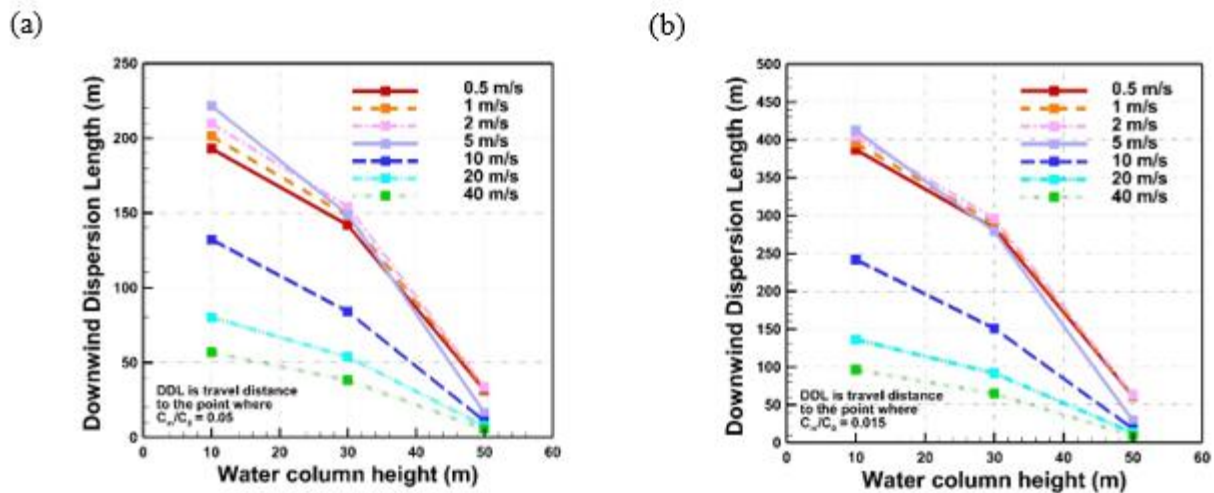 (a)
250
200
150
100
50
0
0 10 20 30 40 50 60
Downwind Dispersion Length (m)
Water column height (m)
0.5 m/s
1 m/s
2 m/s
5 m/s
10 m/s
20 m/s
40 m/s
DDL is travel distance
to the point where
= 0.05
(b)
500
450
400
350
300
250
200
150
100
50
0
0 10 20 30 40 50 60
Downwind Dispersion Length (m)
Water column height (m)
0.5 m/s
1 m/s
2 m/s
5 m/s
10 m/s
20 m/s
40 m/s
DDL is travel distance
to the point where
= 0.015